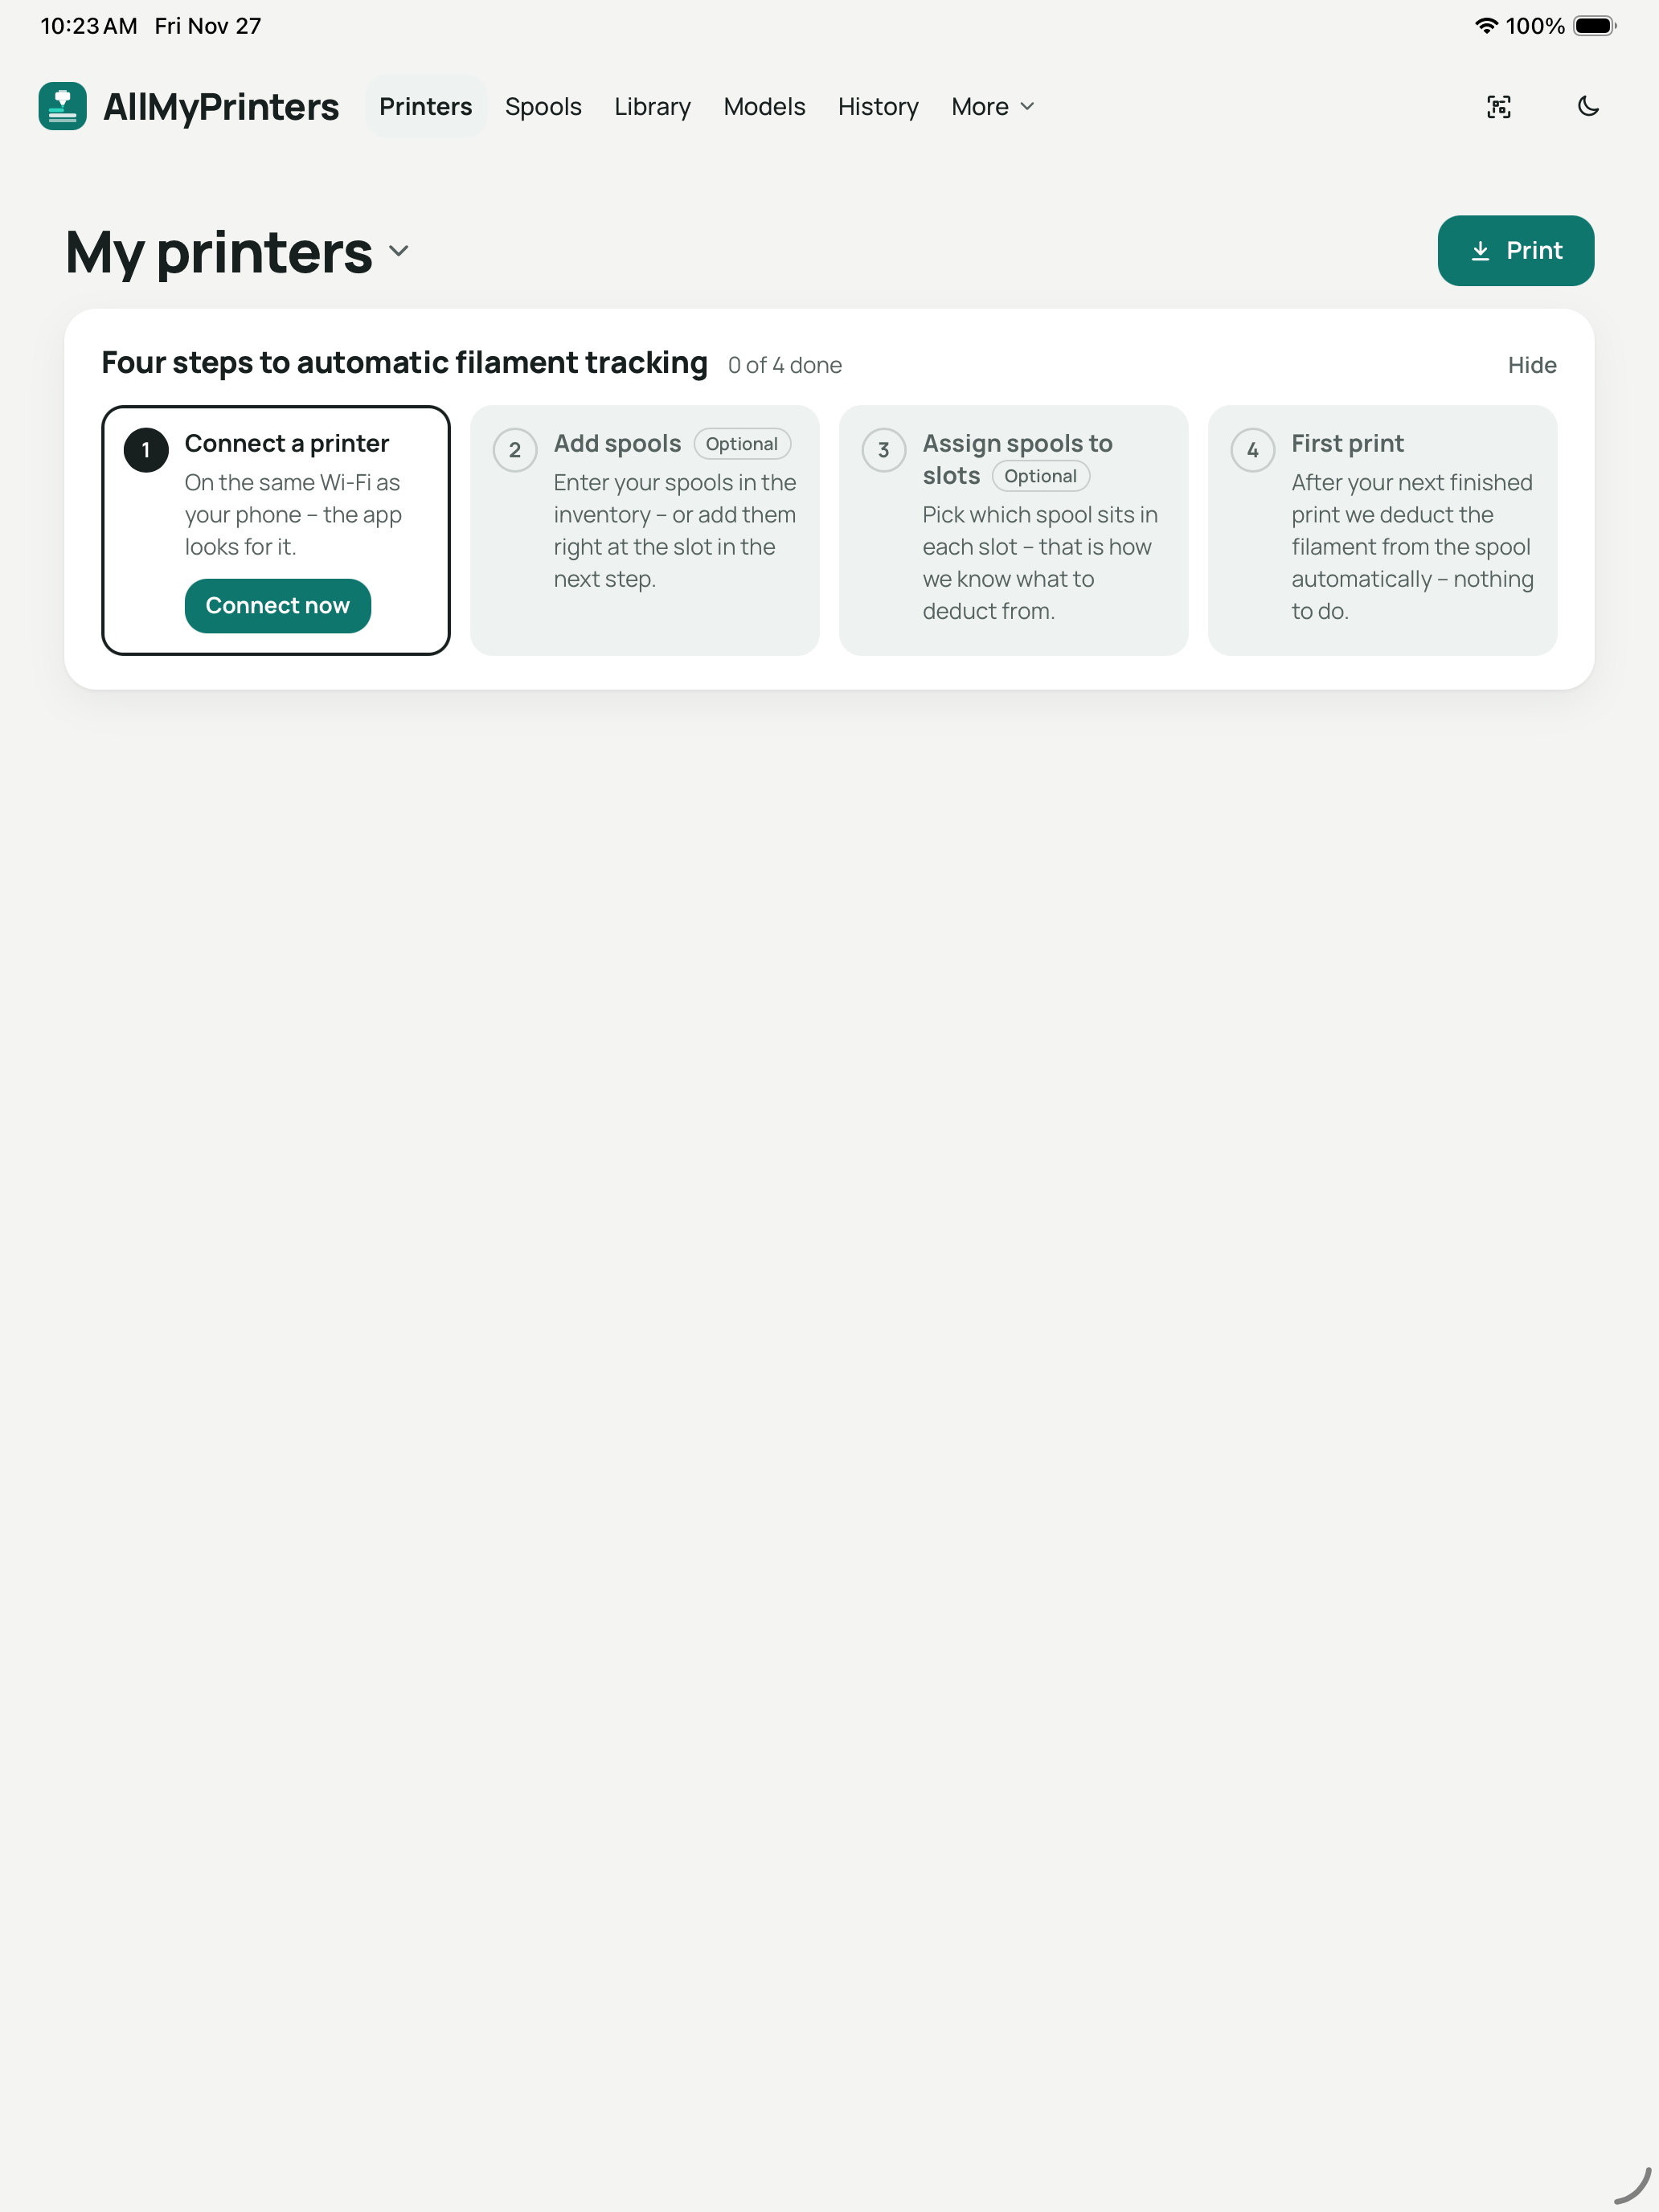 10:23 AM Fri Nov 27
100%
AllMyPrinters
Printers
Spools
Library
Models
History
More
My printers
Print
Four steps to automatic filament tracking
0 of 4 done
Hide
1
Connect a printer
On the same Wi-Fi as
your phone – the app
looks for it.
Connect now
2
Add spools
Optional
Enter your spools in the
inventory – or add them
right at the slot in the
next step.
3
Assign spools to
slots
Optional
Pick which spool sits in
each slot – that is how
we know what to
deduct from.
4
First print
After your next finished
print we deduct the
filament from the spool
automatically – nothing
to do.